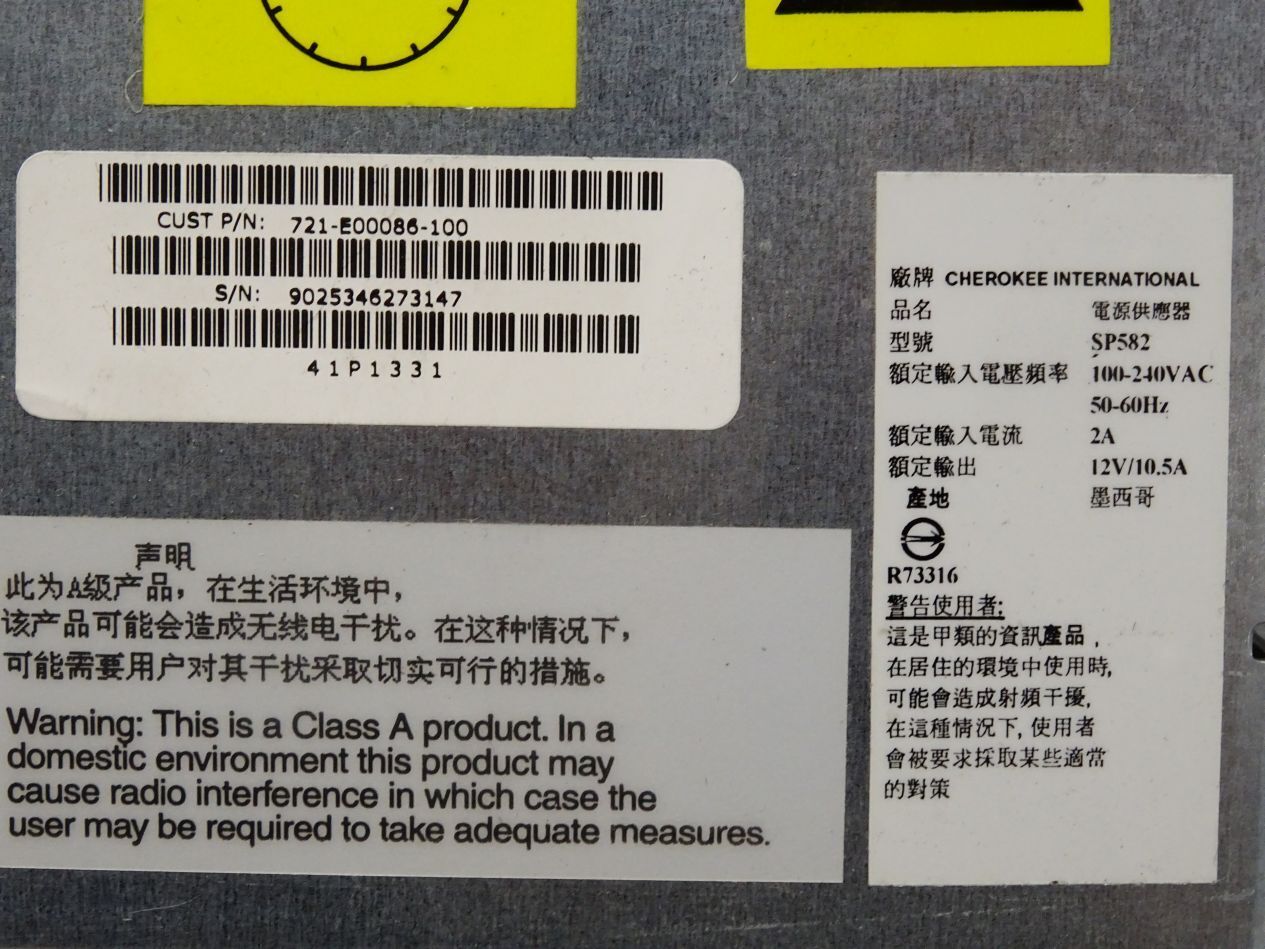 CUST P/N: 721-E00086-100
S/N: 9025346273147
41P1331
廠牌 CHEROKEE INTERNATIONAL
品名 電源供應器
型號 SP582
額定輸入電壓頻率 100-240VAC
50-60Hz
額定輸入電流 2A
額定輸出 12V/10.5A
產地 墨西哥
R73316
警告使用者:
這是甲類的資訊產品,
在居住的環境中使用時,
可能會造成射頻干擾,
在這種情況下, 使用者
會被要求採取某些適當
的對策
声明
此为A级产品，在生活环境中，
该产品可能会造成无线电干扰。在这种情况下，
可能需要用户对其干扰采取切实可行的措施。
Warning: This is a Class A product. In a
domestic environment this product may
cause radio interference in which case the
user may be required to take adequate measures.